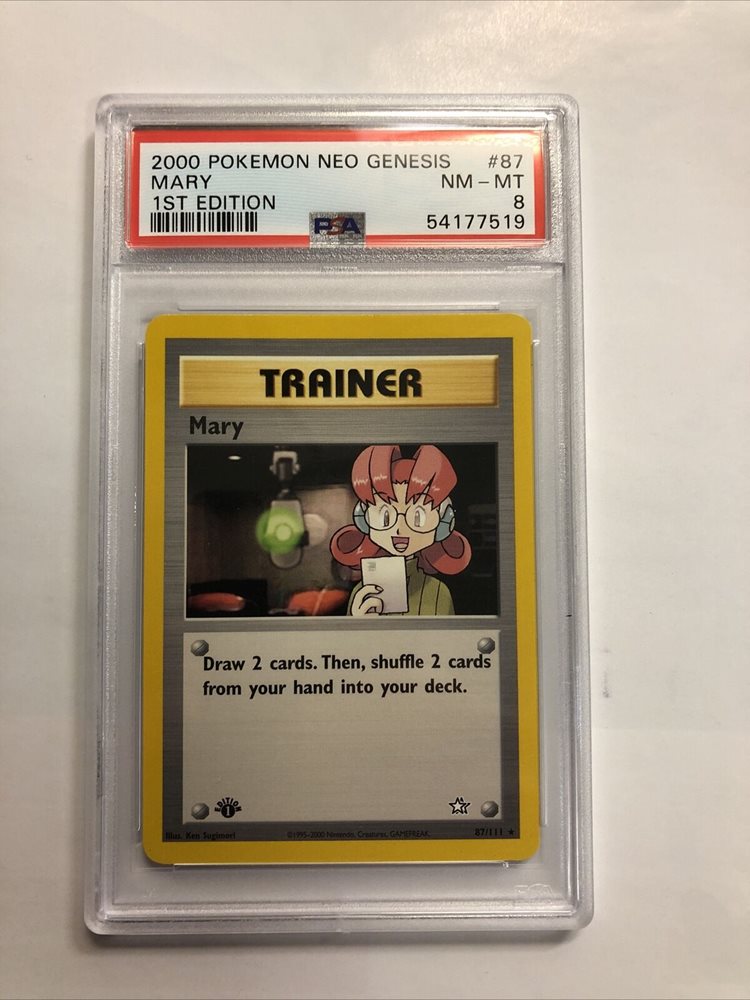 2000 POKEMON NEO GENESIS #87
MARY NM - MT
1ST EDITION 8
PSA 54177519
TRAINER
Mary
Draw 2 cards. Then, shuffle 2 cards
from your hand into your deck.
EDITION
1
Illus. Ken Sugimori ©1995-2000 Nintendo, Creatures, GAMEFREAK. 87/111 ★